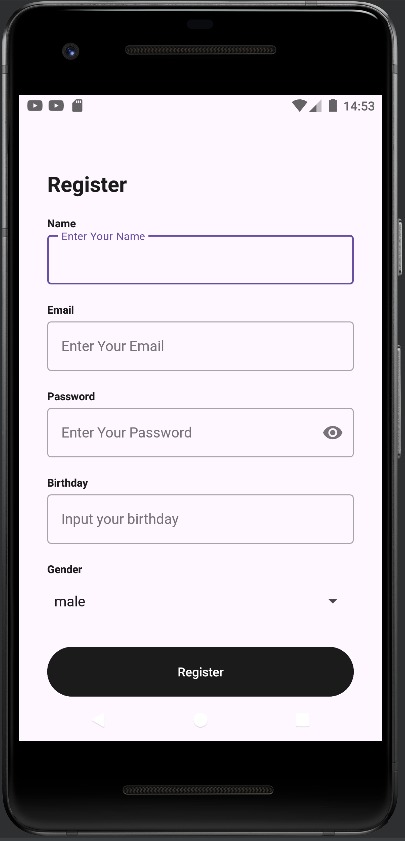 14:53
Register
Name
Enter Your Name
Email
Enter Your Email
Password
Enter Your Password
Birthday
Input your birthday
Gender
male
Register